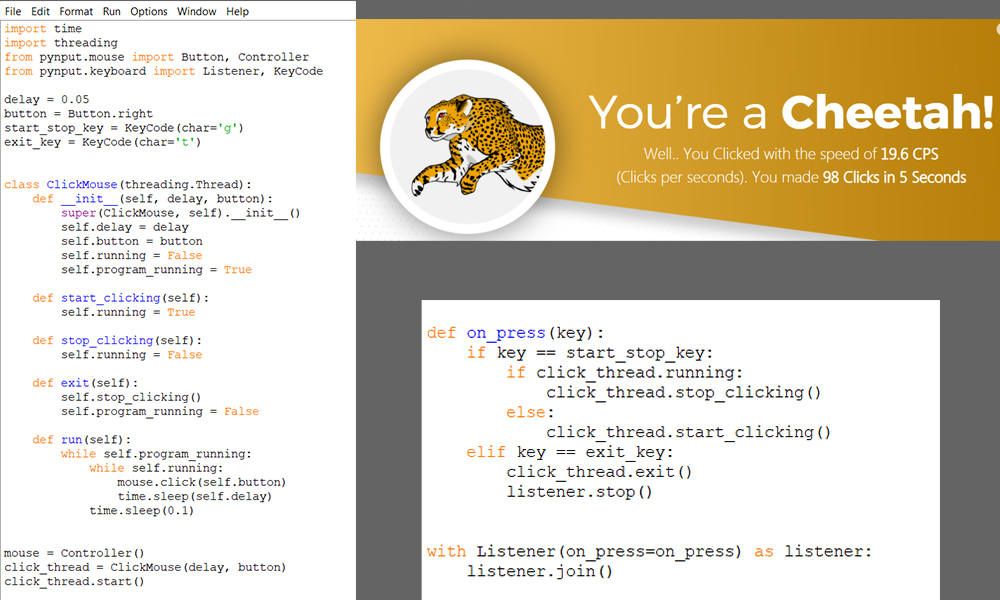 File Edit Format Run Options Window Help
import time
import threading
from pynput.mouse import Button, Controller
from pynput.keyboard import Listener, KeyCode

delay = 0.05
button = Button.right
start_stop_key = KeyCode(char='g')
exit_key = KeyCode(char='t')

class ClickMouse(threading.Thread):
    def __init__(self, delay, button):
        super(ClickMouse, self).__init__()
        self.delay = delay
        self.button = button
        self.running = False
        self.program_running = True

    def start_clicking(self):
        self.running = True

    def stop_clicking(self):
        self.running = False

    def exit(self):
        self.stop_clicking()
        self.program_running = False

    def run(self):
        while self.program_running:
            while self.running:
                mouse.click(self.button)
                time.sleep(self.delay)
            time.sleep(0.1)

mouse = Controller()
click_thread = ClickMouse(delay, button)
click_thread.start()
You're a Cheetah!
Well.. You Clicked with the speed of 19.6 CPS
(Clicks per seconds). You made 98 Clicks in 5 Seconds
def on_press(key):
    if key == start_stop_key:
        if click_thread.running:
            click_thread.stop_clicking()
        else:
            click_thread.start_clicking()
    elif key == exit_key:
        click_thread.exit()
        listener.stop()

with Listener(on_press=on_press) as listener:
    listener.join()